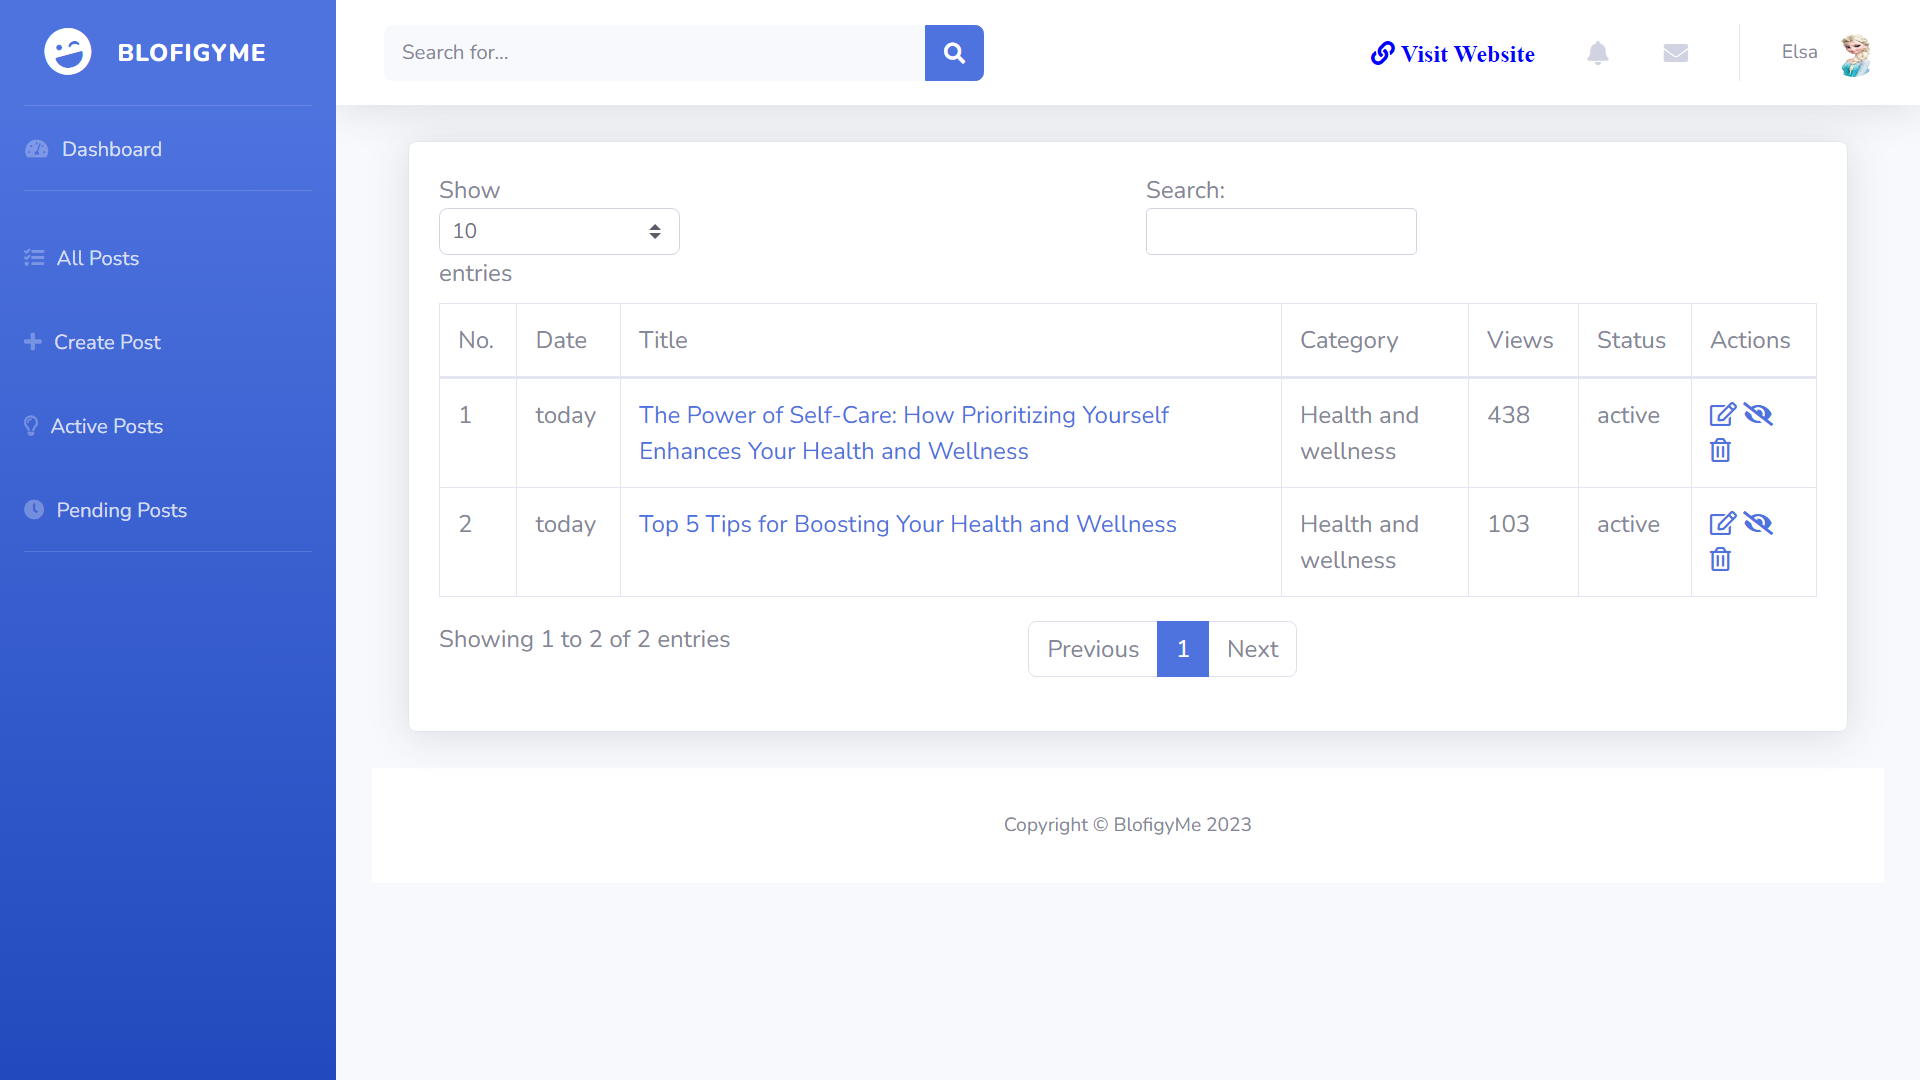 BLOFIGYME
Search for...
Visit Website
Elsa
Dashboard
All Posts
Create Post
Active Posts
Pending Posts
Show
10
entries
Search:
No. Date Title Category Views Status Actions
1 today The Power of Self-Care: How Prioritizing Yourself Health and 438 active
Enhances Your Health and Wellness wellness
2 today Top 5 Tips for Boosting Your Health and Wellness Health and 103 active
wellness
Showing 1 to 2 of 2 entries
Previous 1 Next
Copyright © BlofigyMe 2023